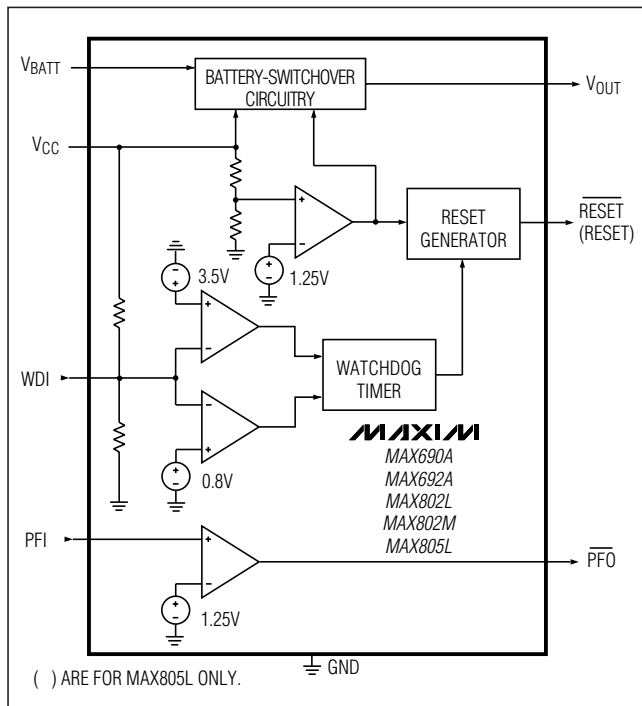 VBATT
BATTERY-SWITCHOVER
CIRCUITRY
VOUT
VCC
RESET
(RESET)
RESET
GENERATOR
+
−
1.25V
3.5V
WDI
WATCHDOG
TIMER
0.8V
MAXIM
MAX690A
MAX692A
MAX802L
MAX802M
MAX805L
PFI
PFO
1.25V
GND
( ) ARE FOR MAX805L ONLY.